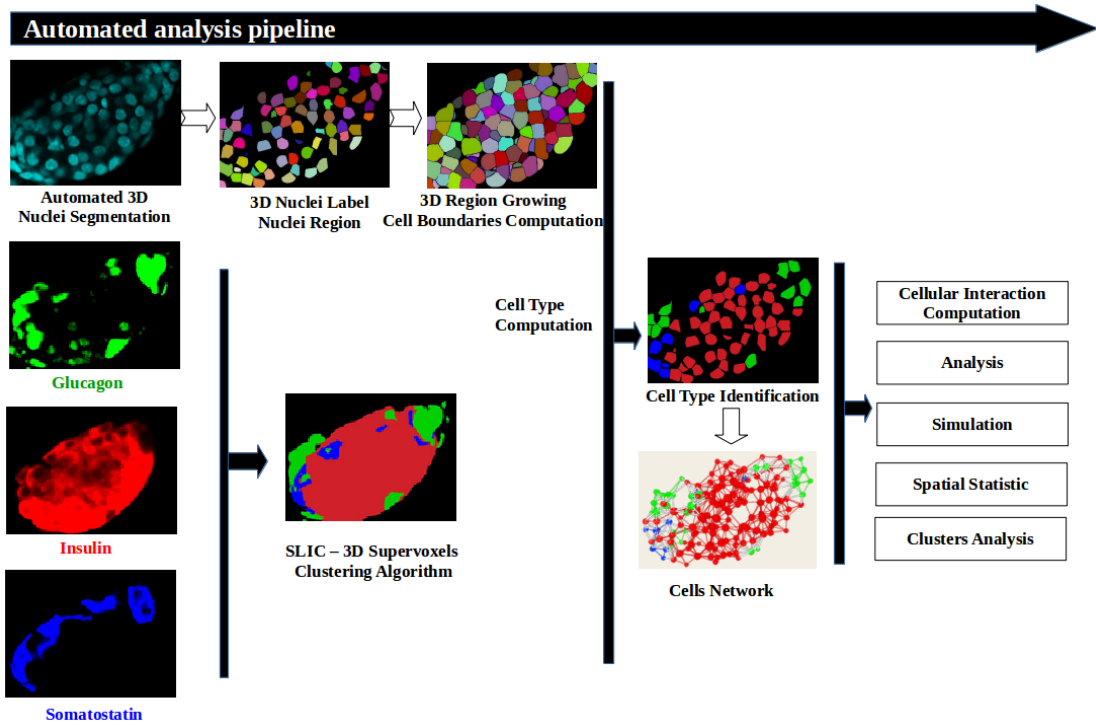 Automated analysis pipeline
Automated 3D
Nuclei Segmentation
3D Nuclei Label
Nuclei Region
3D Region Growing
Cell Boundaries Computation
Glucagon
Insulin
Somatostatin
SLIC – 3D Supervoxels
Clustering Algorithm
Cell Type
Computation
Cell Type Identification
Cells Network
Cellular Interaction
Computation
Analysis
Simulation
Spatial Statistic
Clusters Analysis